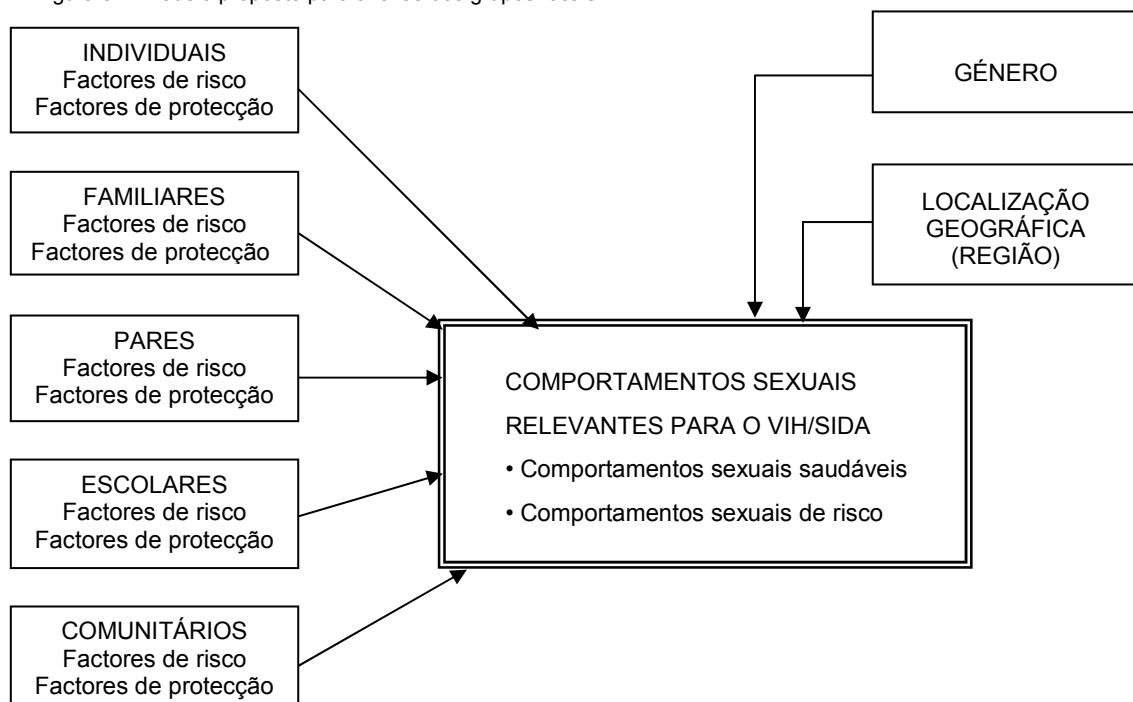 INDIVIDUAIS
Factores de risco
Factores de protecção
FAMILIARES
Factores de risco
Factores de protecção
PARES
Factores de risco
Factores de protecção
ESCOLARES
Factores de risco
Factores de protecção
COMUNITÁRIOS
Factores de risco
Factores de protecção
GÉNERO
LOCALIZAÇÃO
GEOGRÁFICA
(REGIÃO)
COMPORTAMENTOS SEXUAIS
RELEVANTES PARA O VIH/SIDA
• Comportamentos sexuais saudáveis
• Comportamentos sexuais de risco